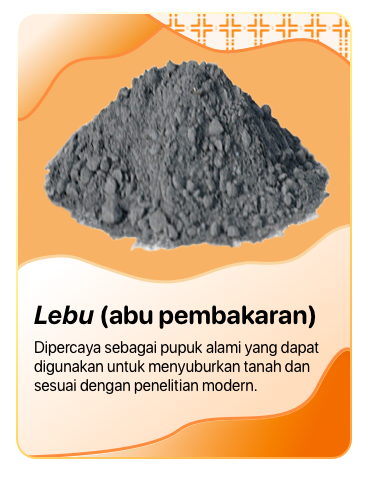 Lebu (abu pembakaran)
Dipercaya sebagai pupuk alami yang dapat
digunakan untuk menyuburkan tanah dan
sesuai dengan penelitian modern.